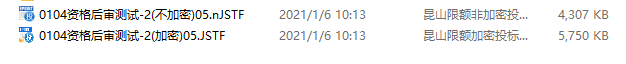 0104资格后审测试-2(不加密)05.nJSTF 2021/1/6 10:13 昆山限额非加密投... 4,307 KB
0104资格后审测试-2(加密)05.JSTF 2021/1/6 10:13 昆山限额加密投标... 5,750 KB